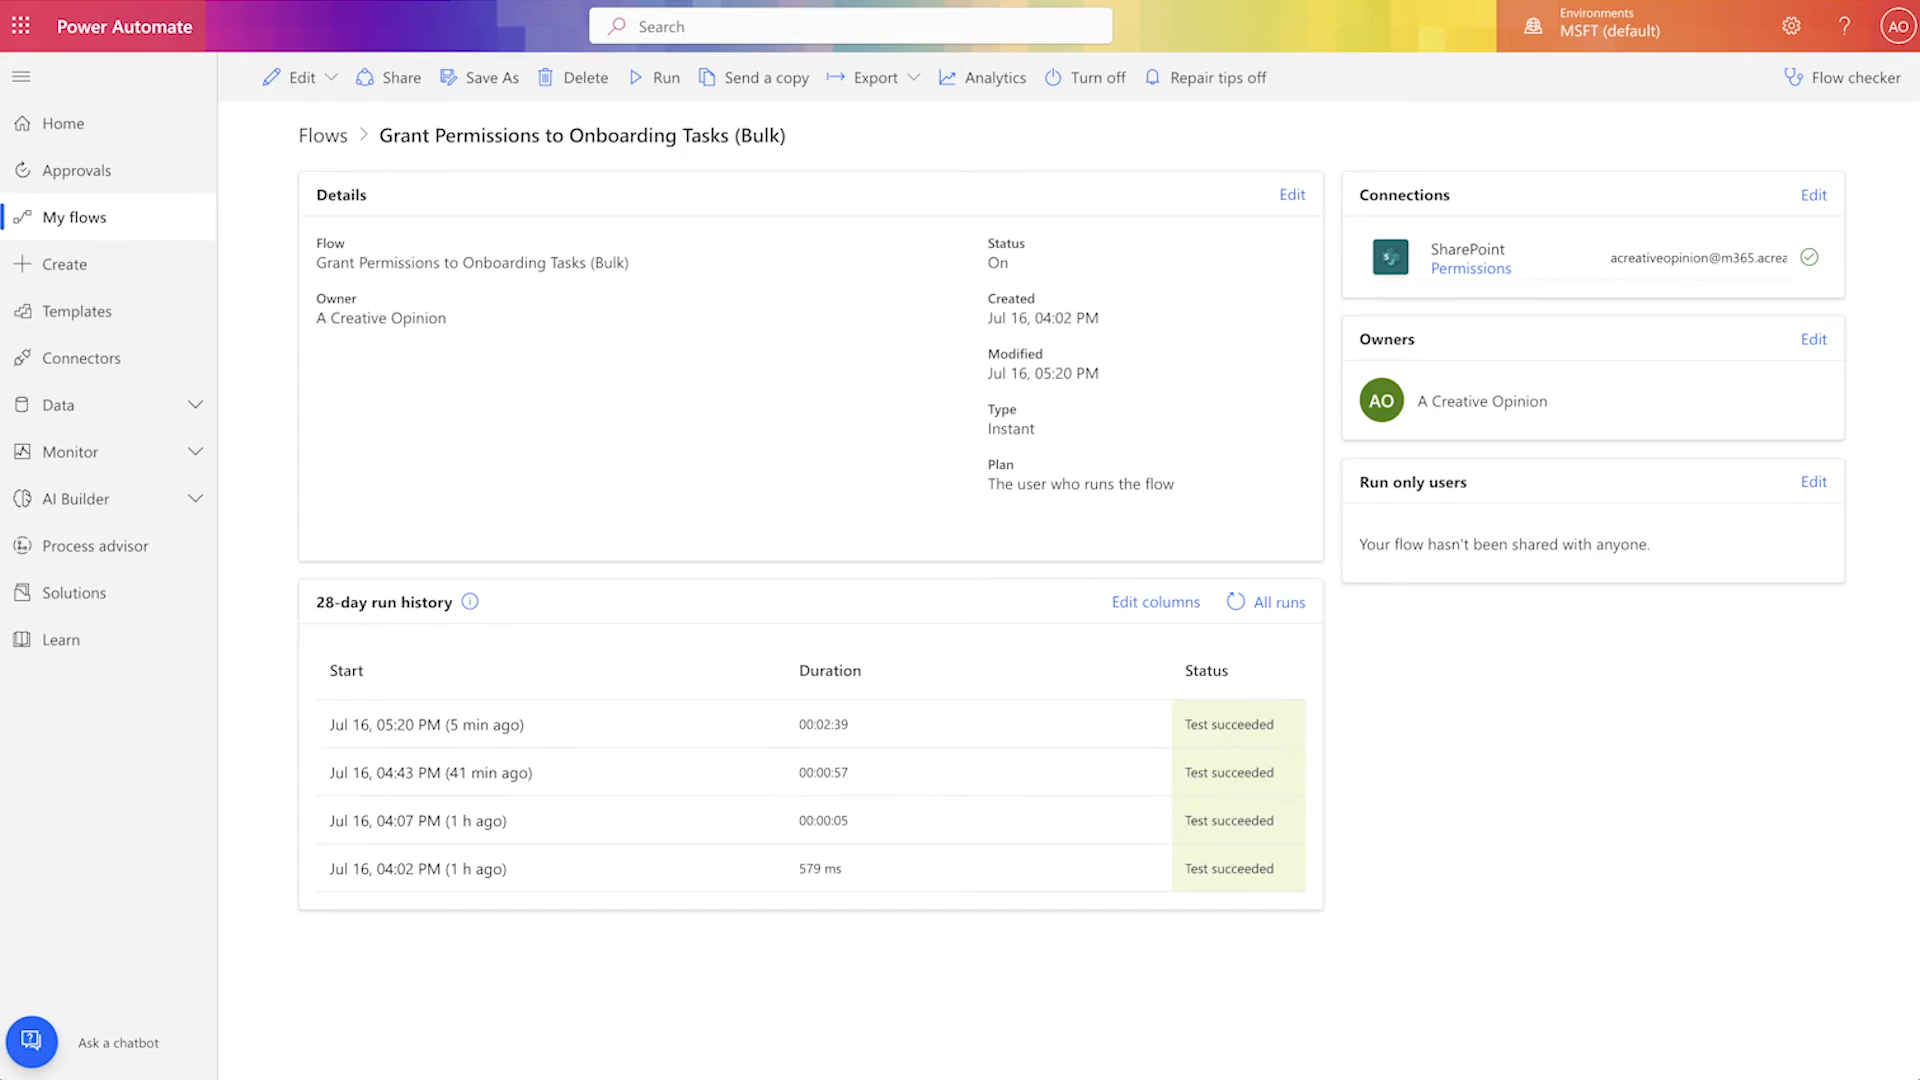 Power Automate
Search
Environments
MSFT (default)
AO
Edit
Share
Save As
Delete
Run
Send a copy
Export
Analytics
Turn off
Repair tips off
Flow checker
Home
Approvals
My flows
Create
Templates
Connectors
Data
Monitor
AI Builder
Process advisor
Solutions
Learn
Ask a chatbot
Flows > Grant Permissions to Onboarding Tasks (Bulk)
Details
Edit
Flow
Grant Permissions to Onboarding Tasks (Bulk)
Owner
A Creative Opinion
Status
On
Created
Jul 16, 04:02 PM
Modified
Jul 16, 05:20 PM
Type
Instant
Plan
The user who runs the flow
28-day run history
Edit columns
All runs
Start Duration Status
Jul 16, 05:20 PM (5 min ago) 00:02:39 Test succeeded
Jul 16, 04:43 PM (41 min ago) 00:00:57 Test succeeded
Jul 16, 04:07 PM (1 h ago) 00:00:05 Test succeeded
Jul 16, 04:02 PM (1 h ago) 579 ms Test succeeded
Connections
Edit
SharePoint
Permissions
acreativeopinion@m365.acrea
Owners
Edit
AO
A Creative Opinion
Run only users
Edit
Your flow hasn't been shared with anyone.